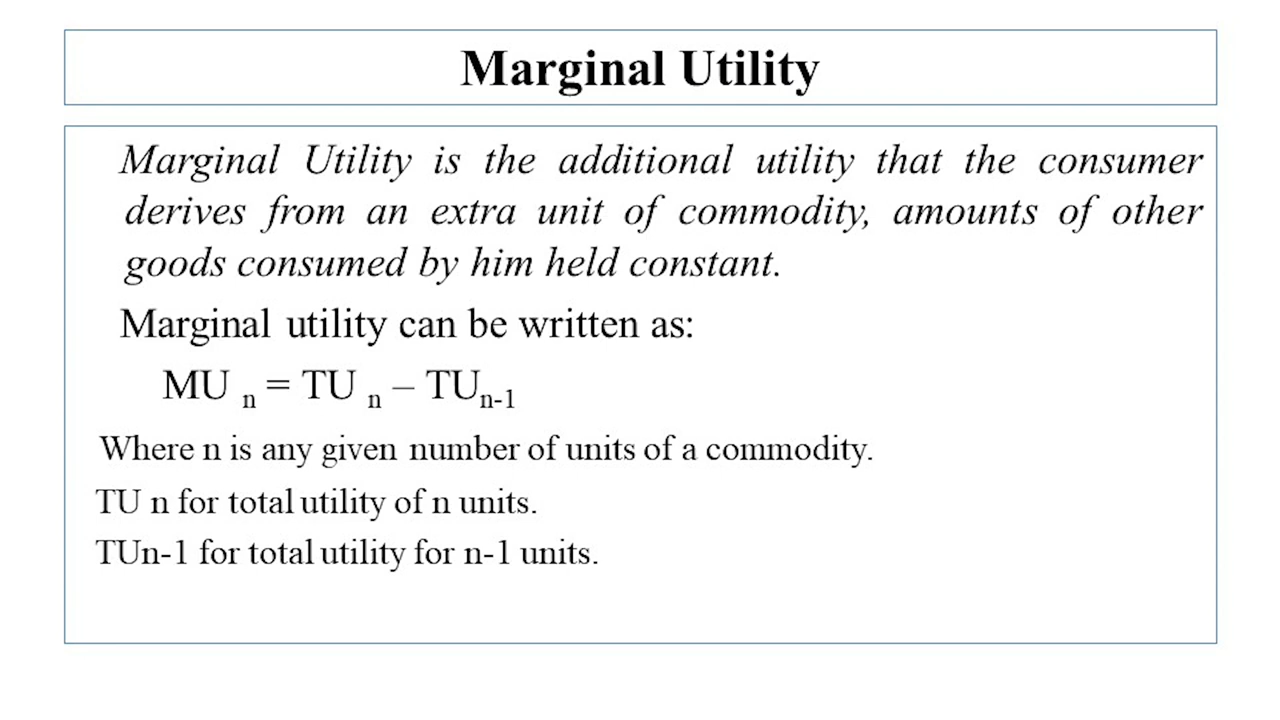 Marginal Utility
Marginal Utility is the additional utility that the consumer
derives from an extra unit of commodity, amounts of other
goods consumed by him held constant.
Marginal utility can be written as:
MU n = TU n – TUn-1
Where n is any given number of units of a commodity.
TU n for total utility of n units.
TUn-1 for total utility for n-1 units.